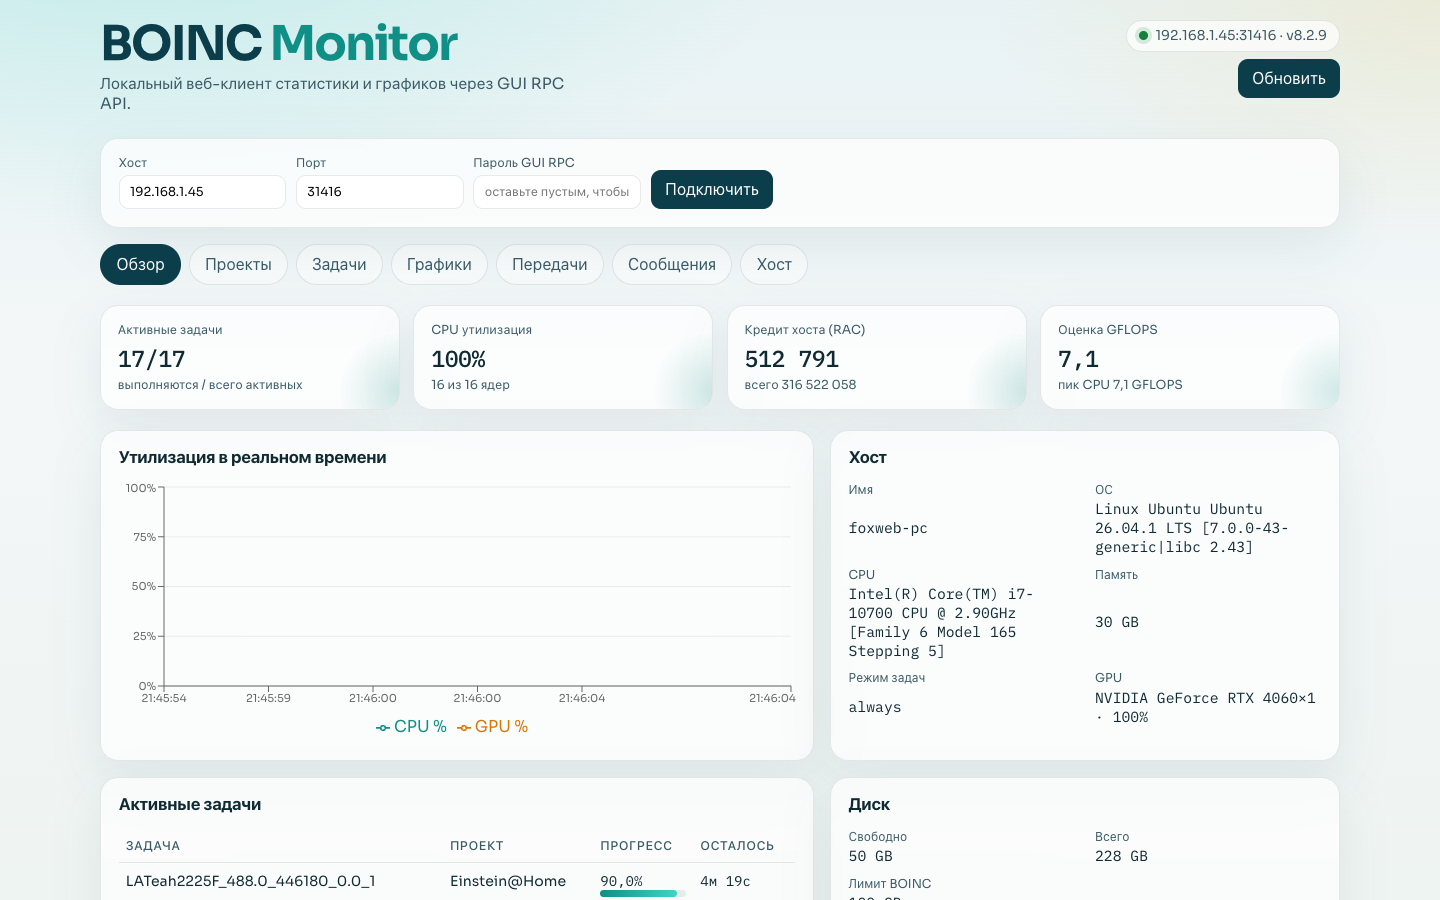 BOINC Monitor
Локальный веб-клиент статистики и графиков через GUI RPC
API.
192.168.1.45:31416 · v8.2.9
Обновить
Хост
Порт
Пароль GUI RPC
192.168.1.45
31416
оставьте пустым, чтобы
Подключить
Обзор
Проекты
Задачи
Графики
Передачи
Сообщения
Хост
Активные задачи
17/17
выполняются / всего активных
CPU утилизация
100%
16 из 16 ядер
Кредит хоста (RAC)
512 791
всего 316 522 058
Оценка GFLOPS
7,1
пик CPU 7,1 GFLOPS
Утилизация в реальном времени
100%
75%
50%
25%
0%
21:45:54
21:45:59
21:46:00
21:46:00
21:46:04
21:46:04
CPU %
GPU %
Хост
Имя
foxweb-pc
ОС
Linux Ubuntu Ubuntu
26.04.1 LTS [7.0.0-43-
generic|libc 2.43]
CPU
Intel(R) Core(TM) i7-
10700 CPU @ 2.90GHz
[Family 6 Model 165
Stepping 5]
Память
30 GB
Режим задач
always
GPU
NVIDIA GeForce RTX 4060×1
· 100%
Активные задачи
ЗАДАЧА
ПРОЕКТ
ПРОГРЕСС
ОСТАЛОСЬ
LATeah2225F_488.0_446180_0.0_1
Einstein@Home
90,0%
4м 19с
Диск
Свободно
50 GB
Всего
228 GB
Лимит BOINC